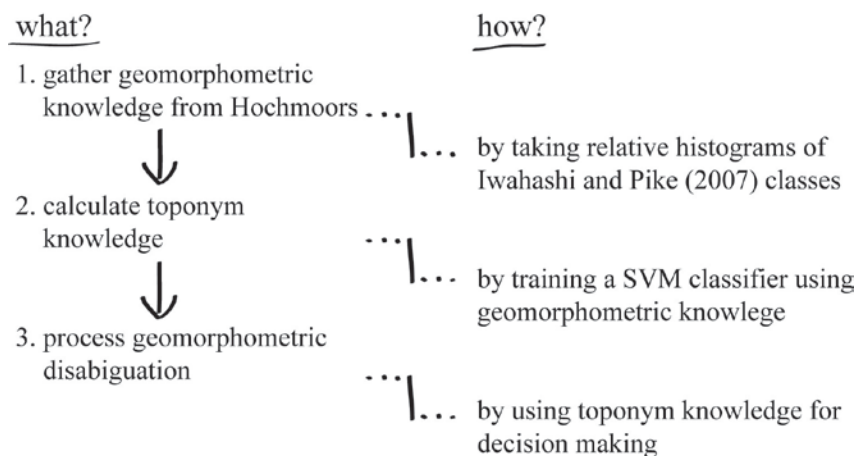 what?
how?
1. gather geomorphometric
knowledge from Hochmoors ....
... by taking relative histograms of
Iwahashi and Pike (2007) classes
2. calculate toponym
knowledge ...
... by training a SVM classifier using
geomorphometric knowlege
3. process geomorphometric
disabiguation ...
... by using toponym knowledge for
decision making